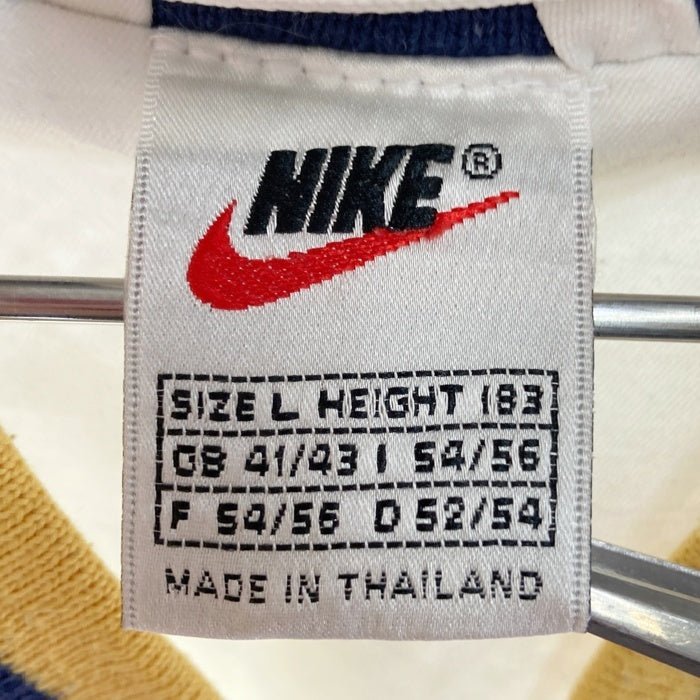 NIKE®
SIZE L HEIGHT 183
GB 41/43 I 54/56
F 54/56 D 52/54
MADE IN THAILAND